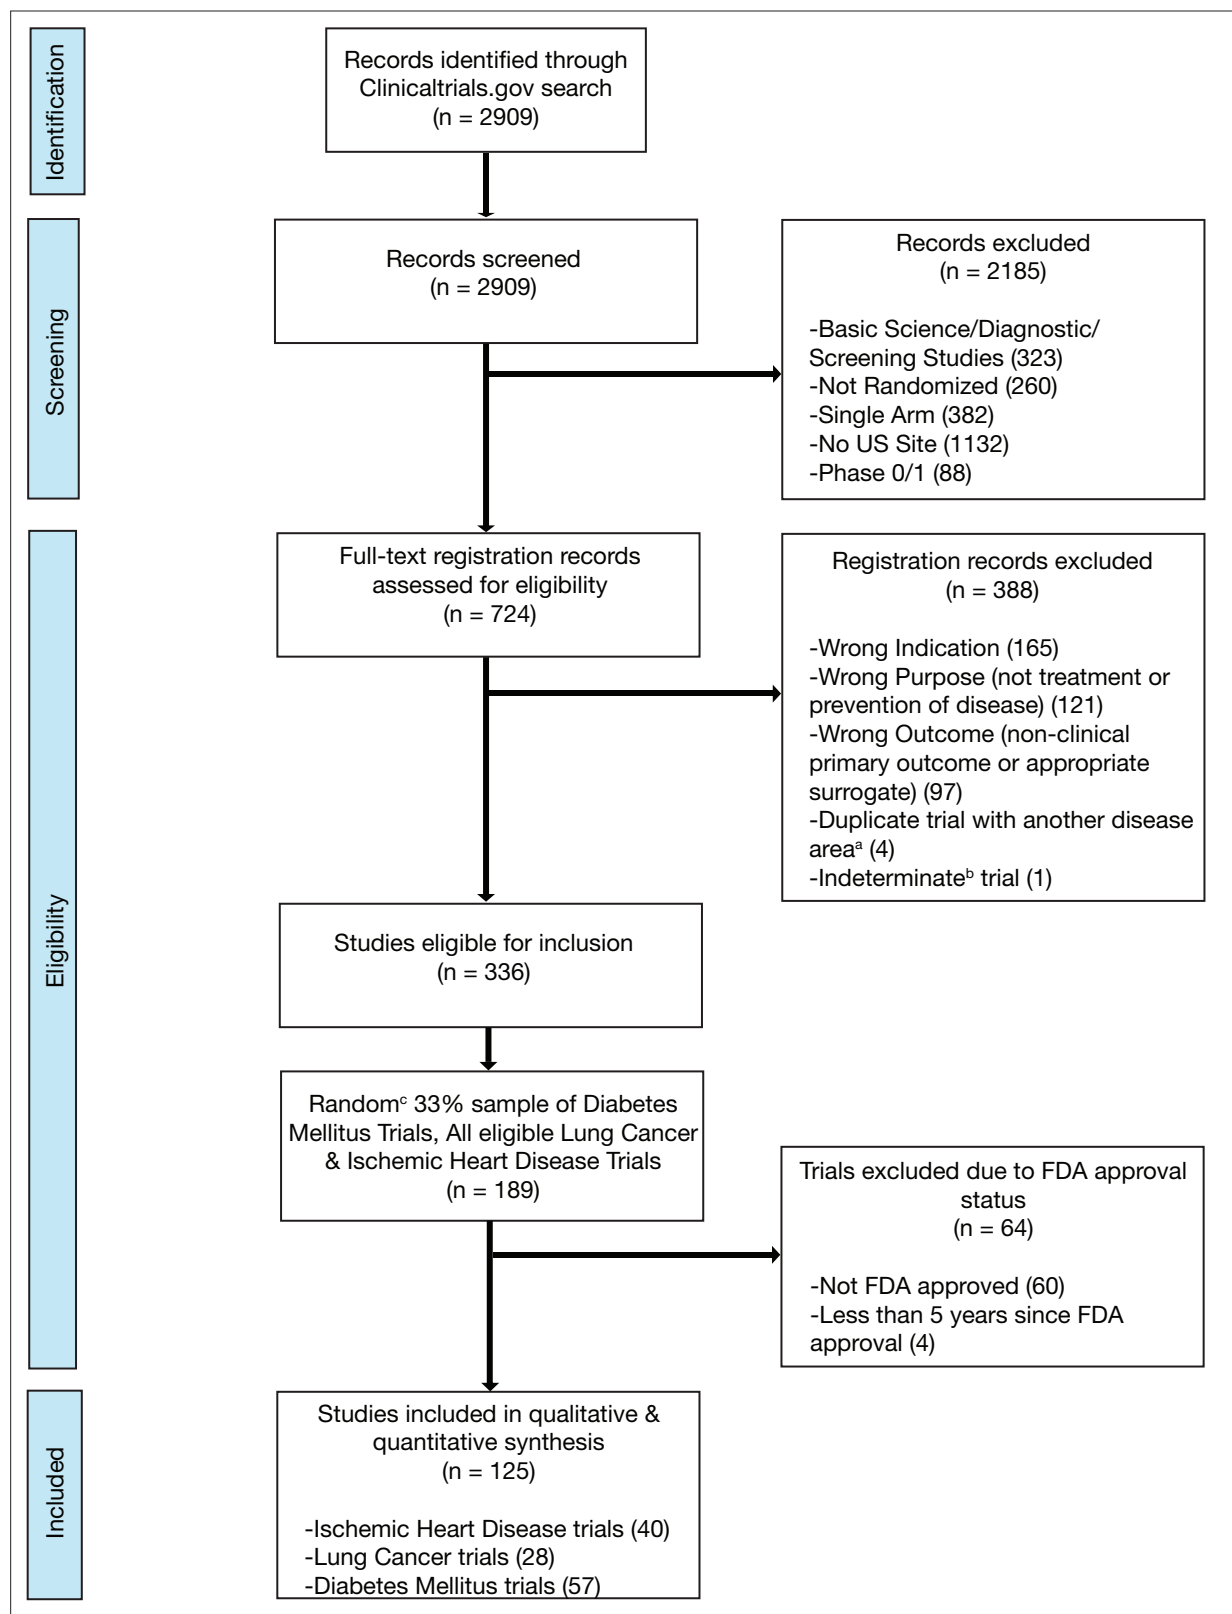 Identification
Records identified through
Clinicaltrials.gov search
(n = 2909)
Screening
Records screened
(n = 2909)
Records excluded
(n = 2185)
-Basic Science/Diagnostic/
Screening Studies (323)
-Not Randomized (260)
-Single Arm (382)
-No US Site (1132)
-Phase 0/1 (88)
Eligibility
Full-text registration records
assessed for eligibility
(n = 724)
Registration records excluded
(n = 388)
-Wrong Indication (165)
-Wrong Purpose (not treatment or
prevention of disease) (121)
-Wrong Outcome (non-clinical
primary outcome or appropriate
surrogate) (97)
-Duplicate trial with another disease
areaᵃ (4)
-Indeterminateᵇ trial (1)
Studies eligible for inclusion
(n = 336)
Randomᶜ 33% sample of Diabetes
Mellitus Trials, All eligible Lung Cancer
& Ischemic Heart Disease Trials
(n = 189)
Trials excluded due to FDA approval
status
(n = 64)
-Not FDA approved (60)
-Less than 5 years since FDA
approval (4)
Included
Studies included in qualitative &
quantitative synthesis
(n = 125)
-Ischemic Heart Disease trials (40)
-Lung Cancer trials (28)
-Diabetes Mellitus trials (57)